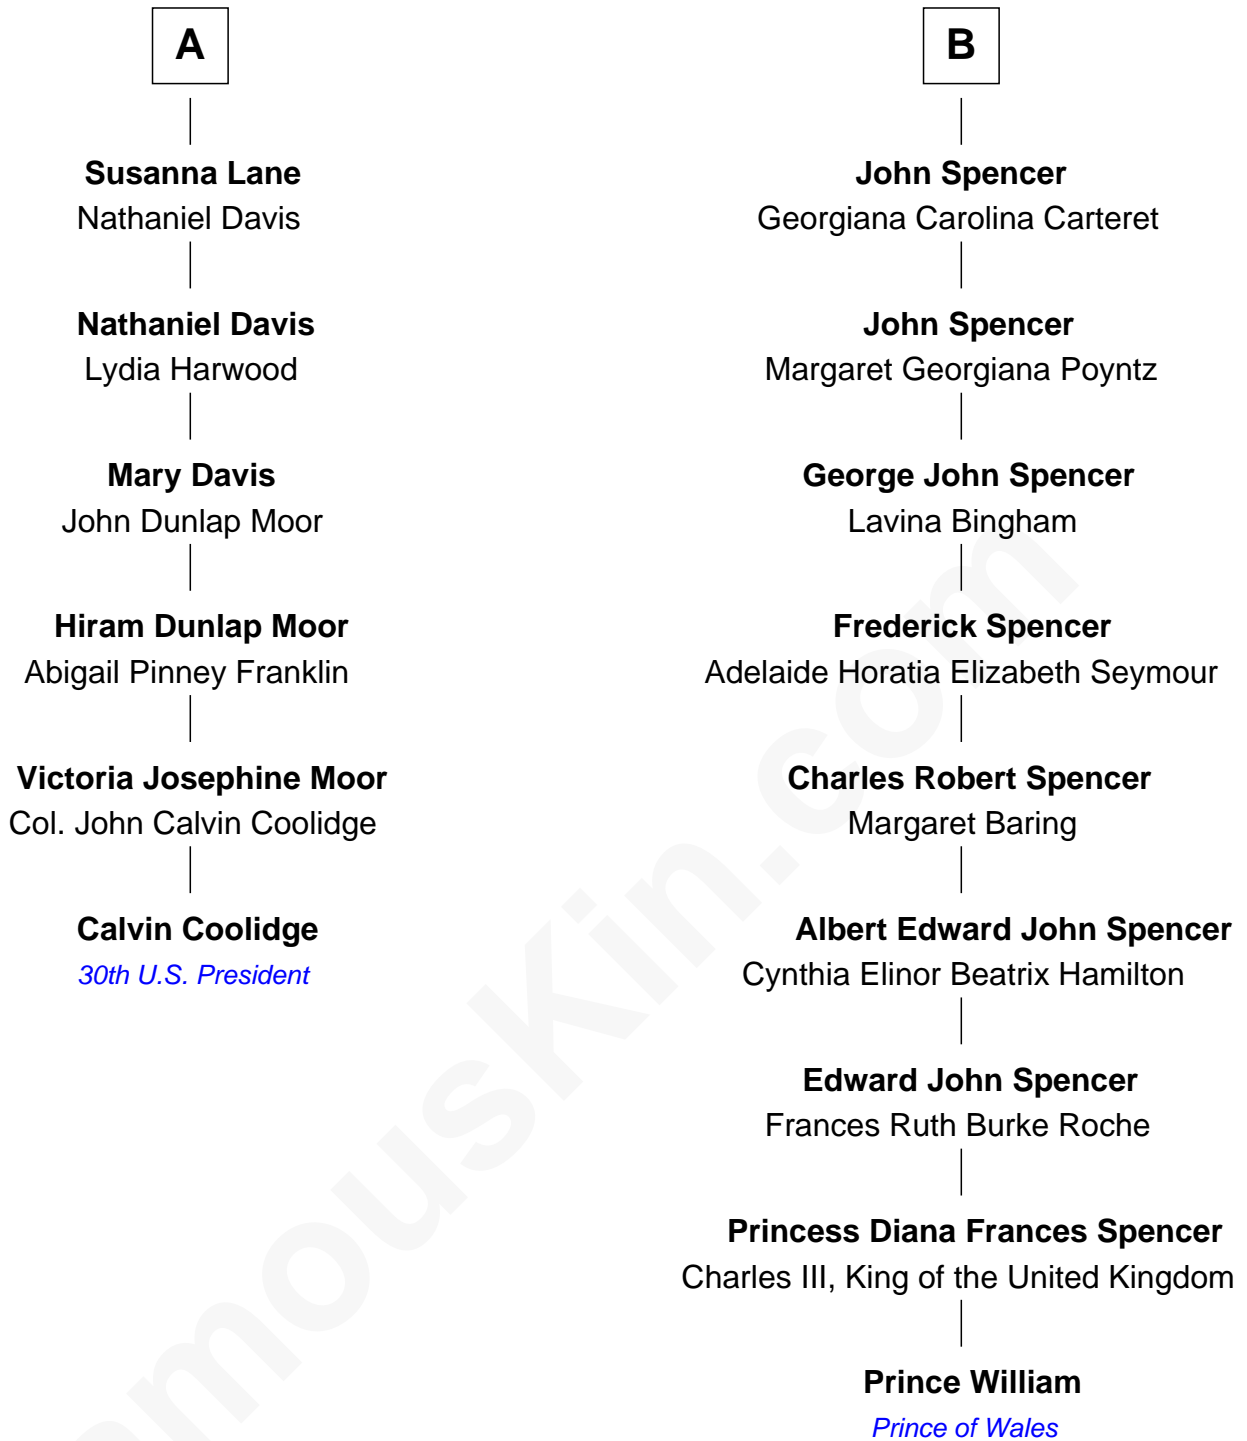 A
Susanna Lane
Nathaniel Davis
Nathaniel Davis
Lydia Harwood
Mary Davis
John Dunlap Moor
Hiram Dunlap Moor
Abigail Pinney Franklin
Victoria Josephine Moor
Col. John Calvin Coolidge
Calvin Coolidge
30th U.S. President
B
John Spencer
Georgiana Carolina Carteret
John Spencer
Margaret Georgiana Poyntz
George John Spencer
Lavina Bingham
Frederick Spencer
Adelaide Horatia Elizabeth Seymour
Charles Robert Spencer
Margaret Baring
Albert Edward John Spencer
Cynthia Elinor Beatrix Hamilton
Edward John Spencer
Frances Ruth Burke Roche
Princess Diana Frances Spencer
Charles III, King of the United Kingdom
Prince William
Prince of Wales
amousKin.com